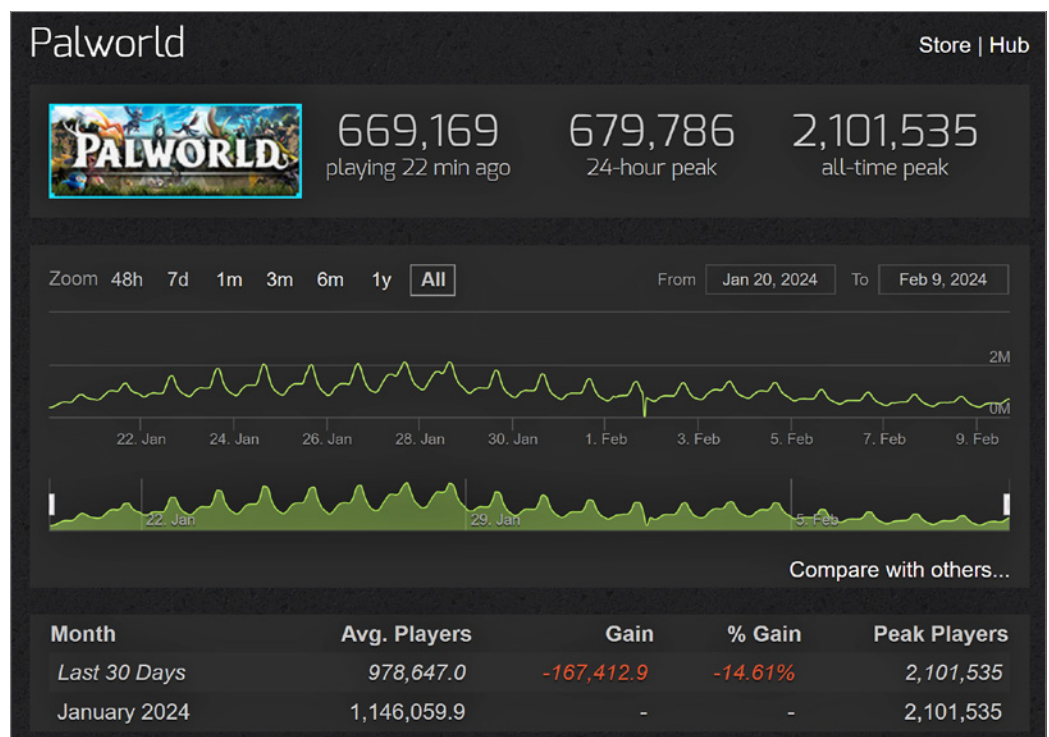 Palworld
Store | Hub
PALWORLD
669,169
playing 22 min ago
679,786
24-hour peak
2,101,535
all-time peak
Zoom 48h 7d 1m 3m 6m 1y All
From Jan 20, 2024 To Feb 9, 2024
2M
0M
22. Jan 24. Jan 26. Jan 28. Jan 30. Jan 1. Feb 3. Feb 5. Feb 7. Feb 9. Feb
22. Jan 29. Jan 5. Feb
Compare with others...
Month Avg. Players Gain % Gain Peak Players
Last 30 Days 978,647.0 -167,412.9 -14.61% 2,101,535
January 2024 1,146,059.9 - - 2,101,535